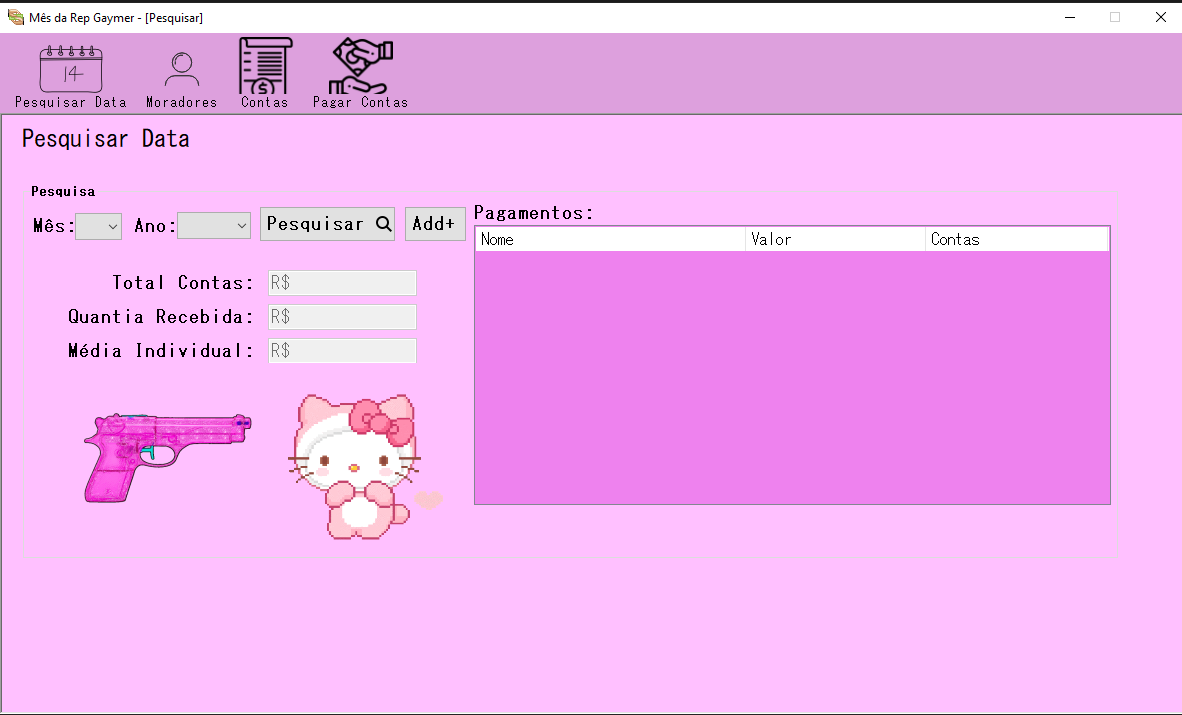 Mês da Rep Gaymer - [Pesquisar]
14
Pesquisar Data Moradores Contas Pagar Contas
Pesquisar Data
Pesquisa
Mês: Ano: Pesquisar Add+
Pagamentos:
Nome Valor Contas
Total Contas: R$
Quantia Recebida: R$
Média Individual: R$